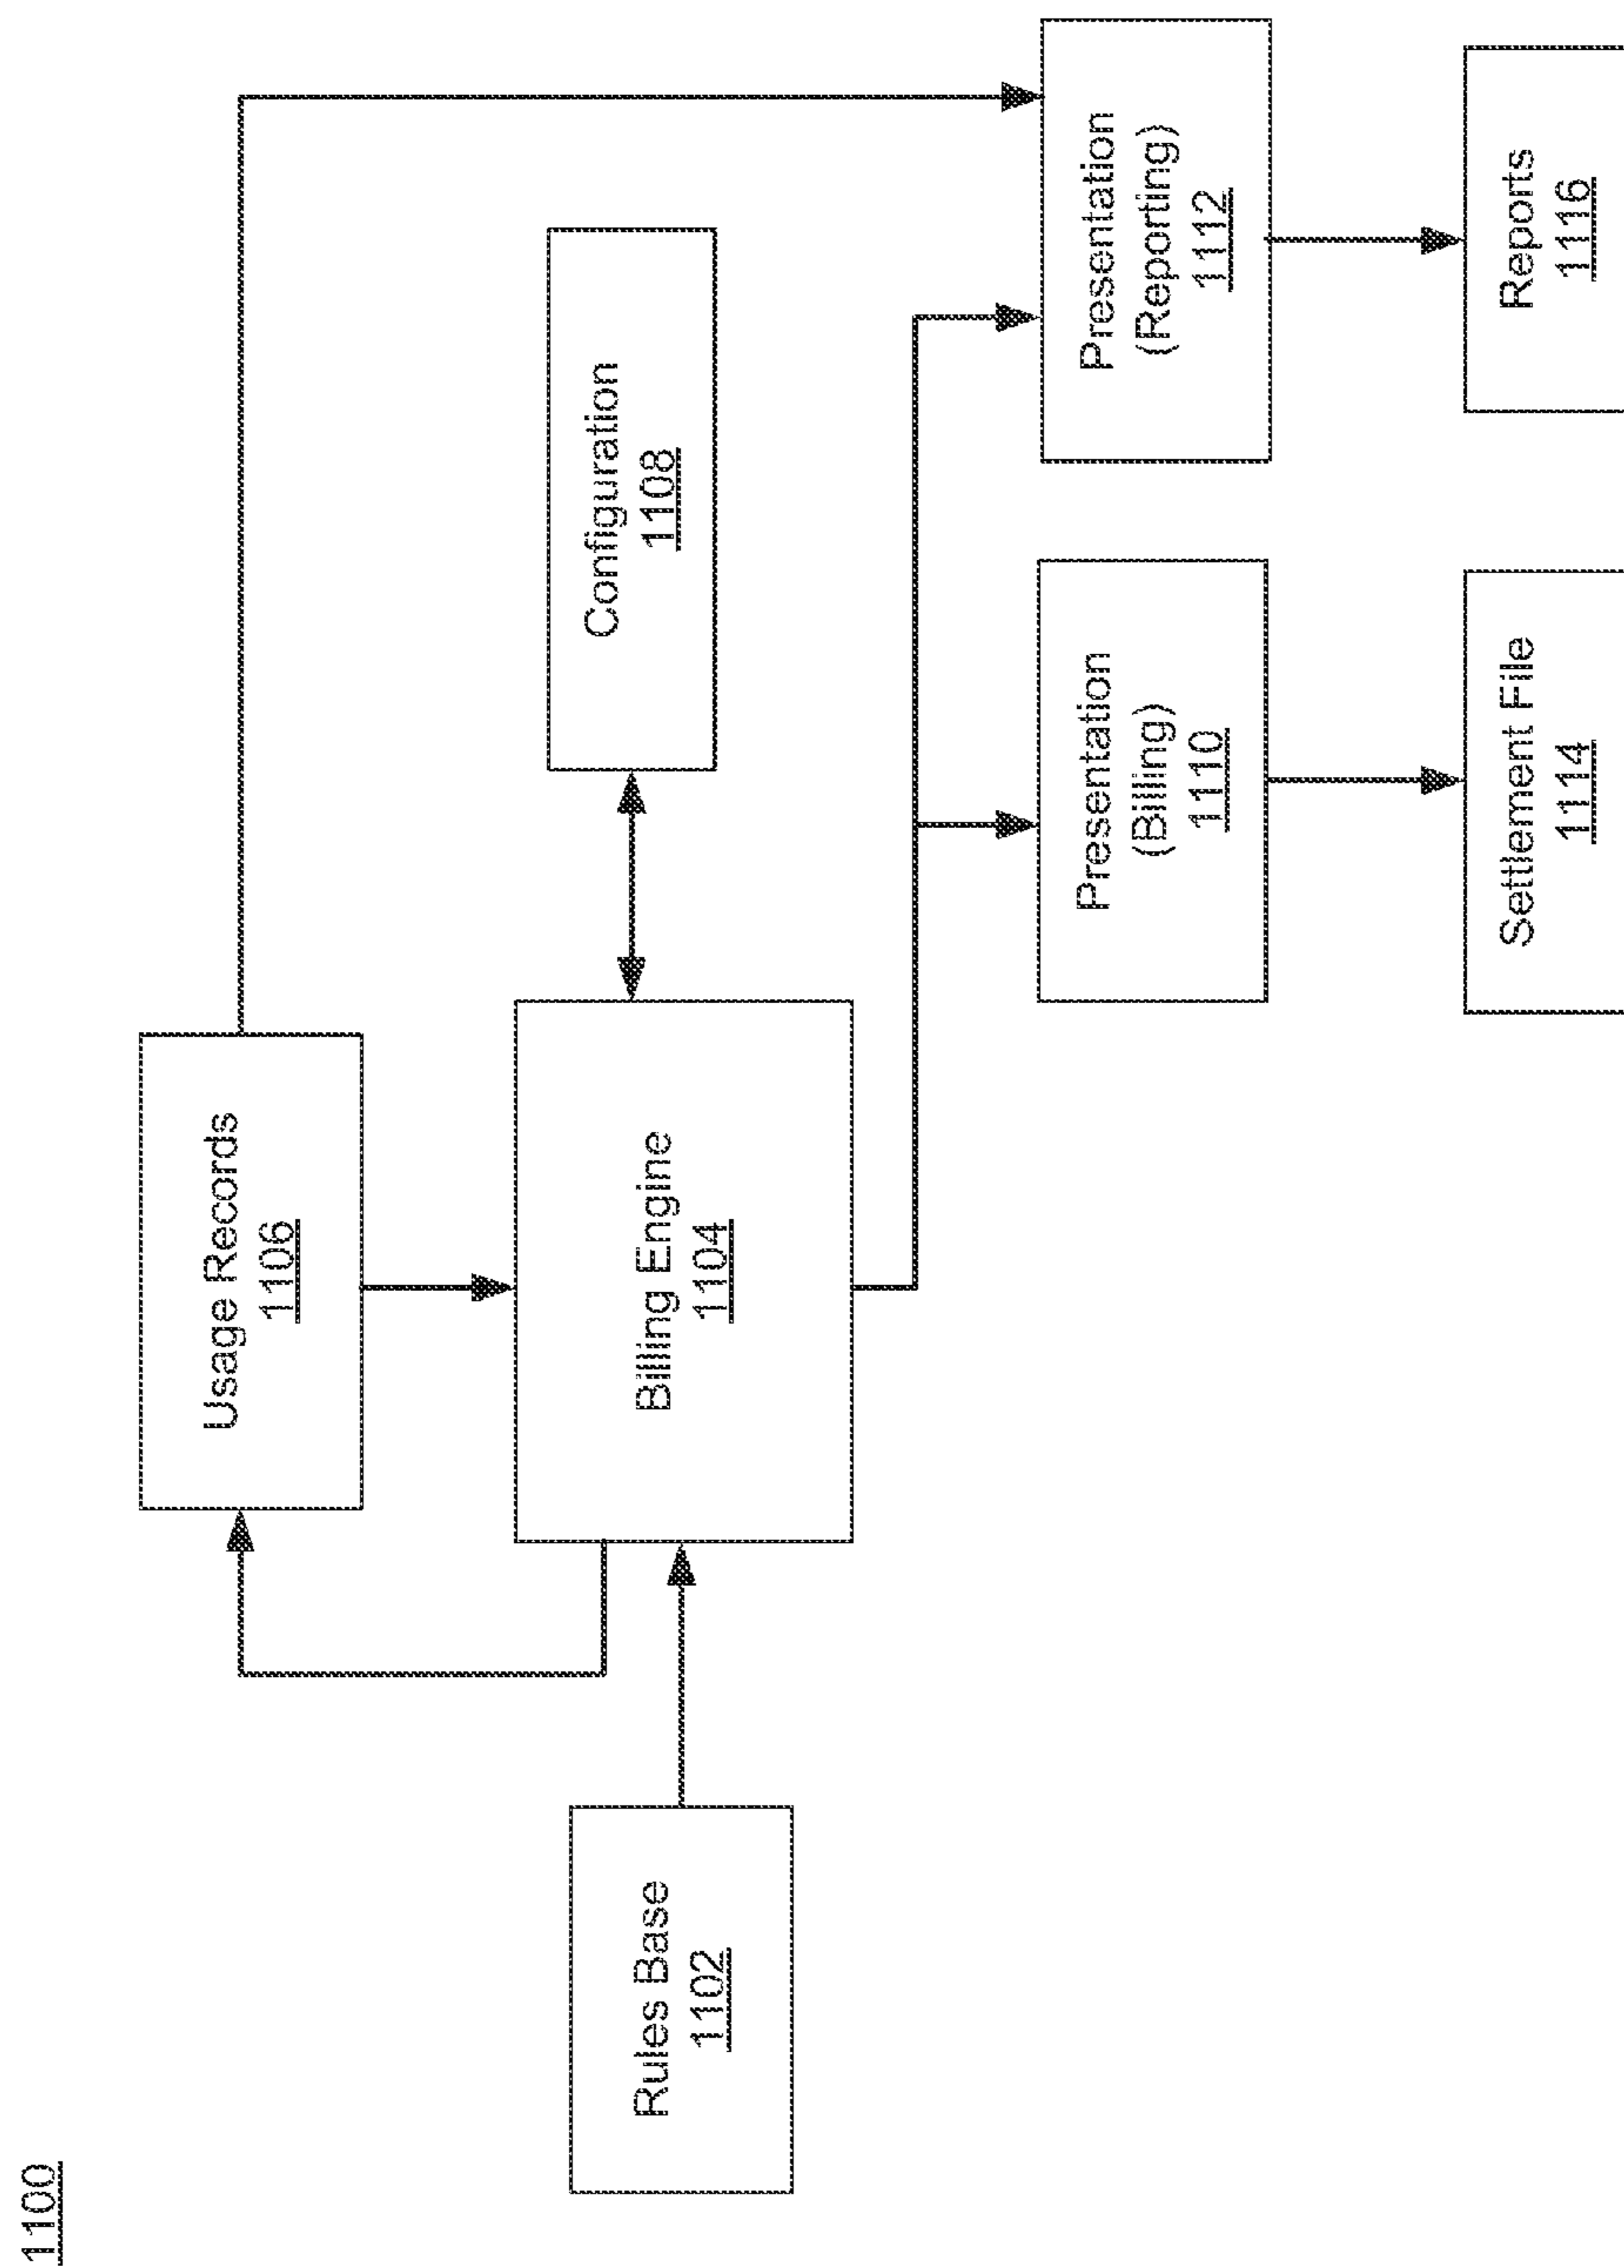 1100
Usage Records
1106
Rules Base
1102
Billing Engine
1104
Configuration
1108
Presentation
(Billing)
1110
Presentation
(Reporting)
1112
Settlement File
1114
Reports
1116